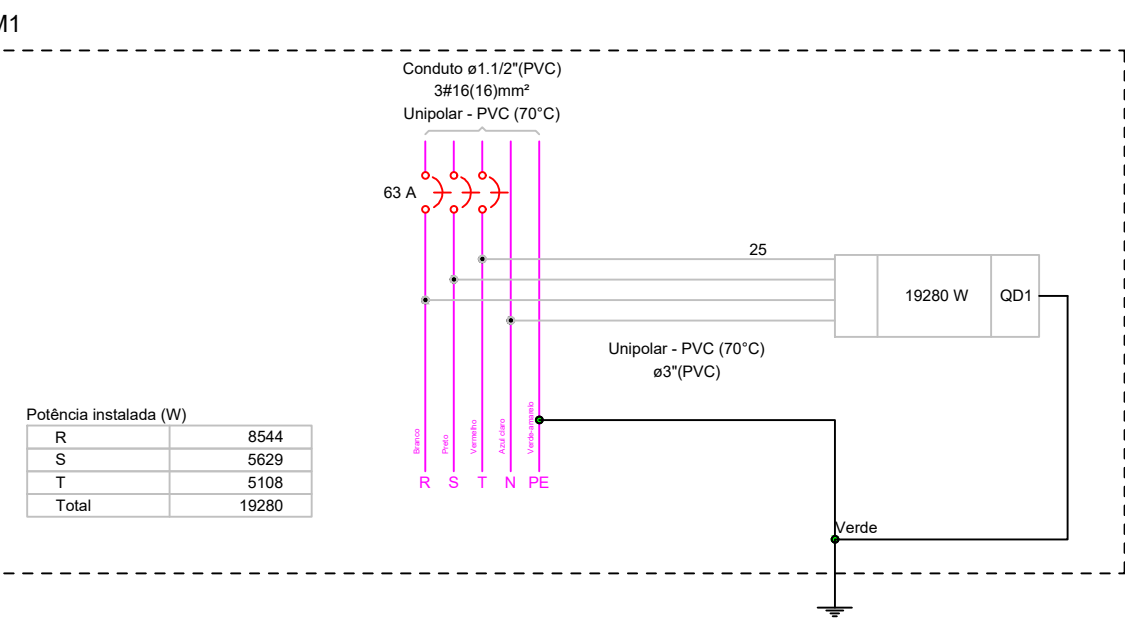 M1
Conduto ø1.1/2"(PVC)
3#16(16)mm²
Unipolar - PVC (70°C)
63 A
25
19280 W
QD1
Unipolar - PVC (70°C)
ø3"(PVC)
Potência instalada (W)
R 8544
S 5629
T 5108
Total 19280
Branco
Preto
Vermelho
Azul claro
Verde-amarelo
R S T N PE
Verde